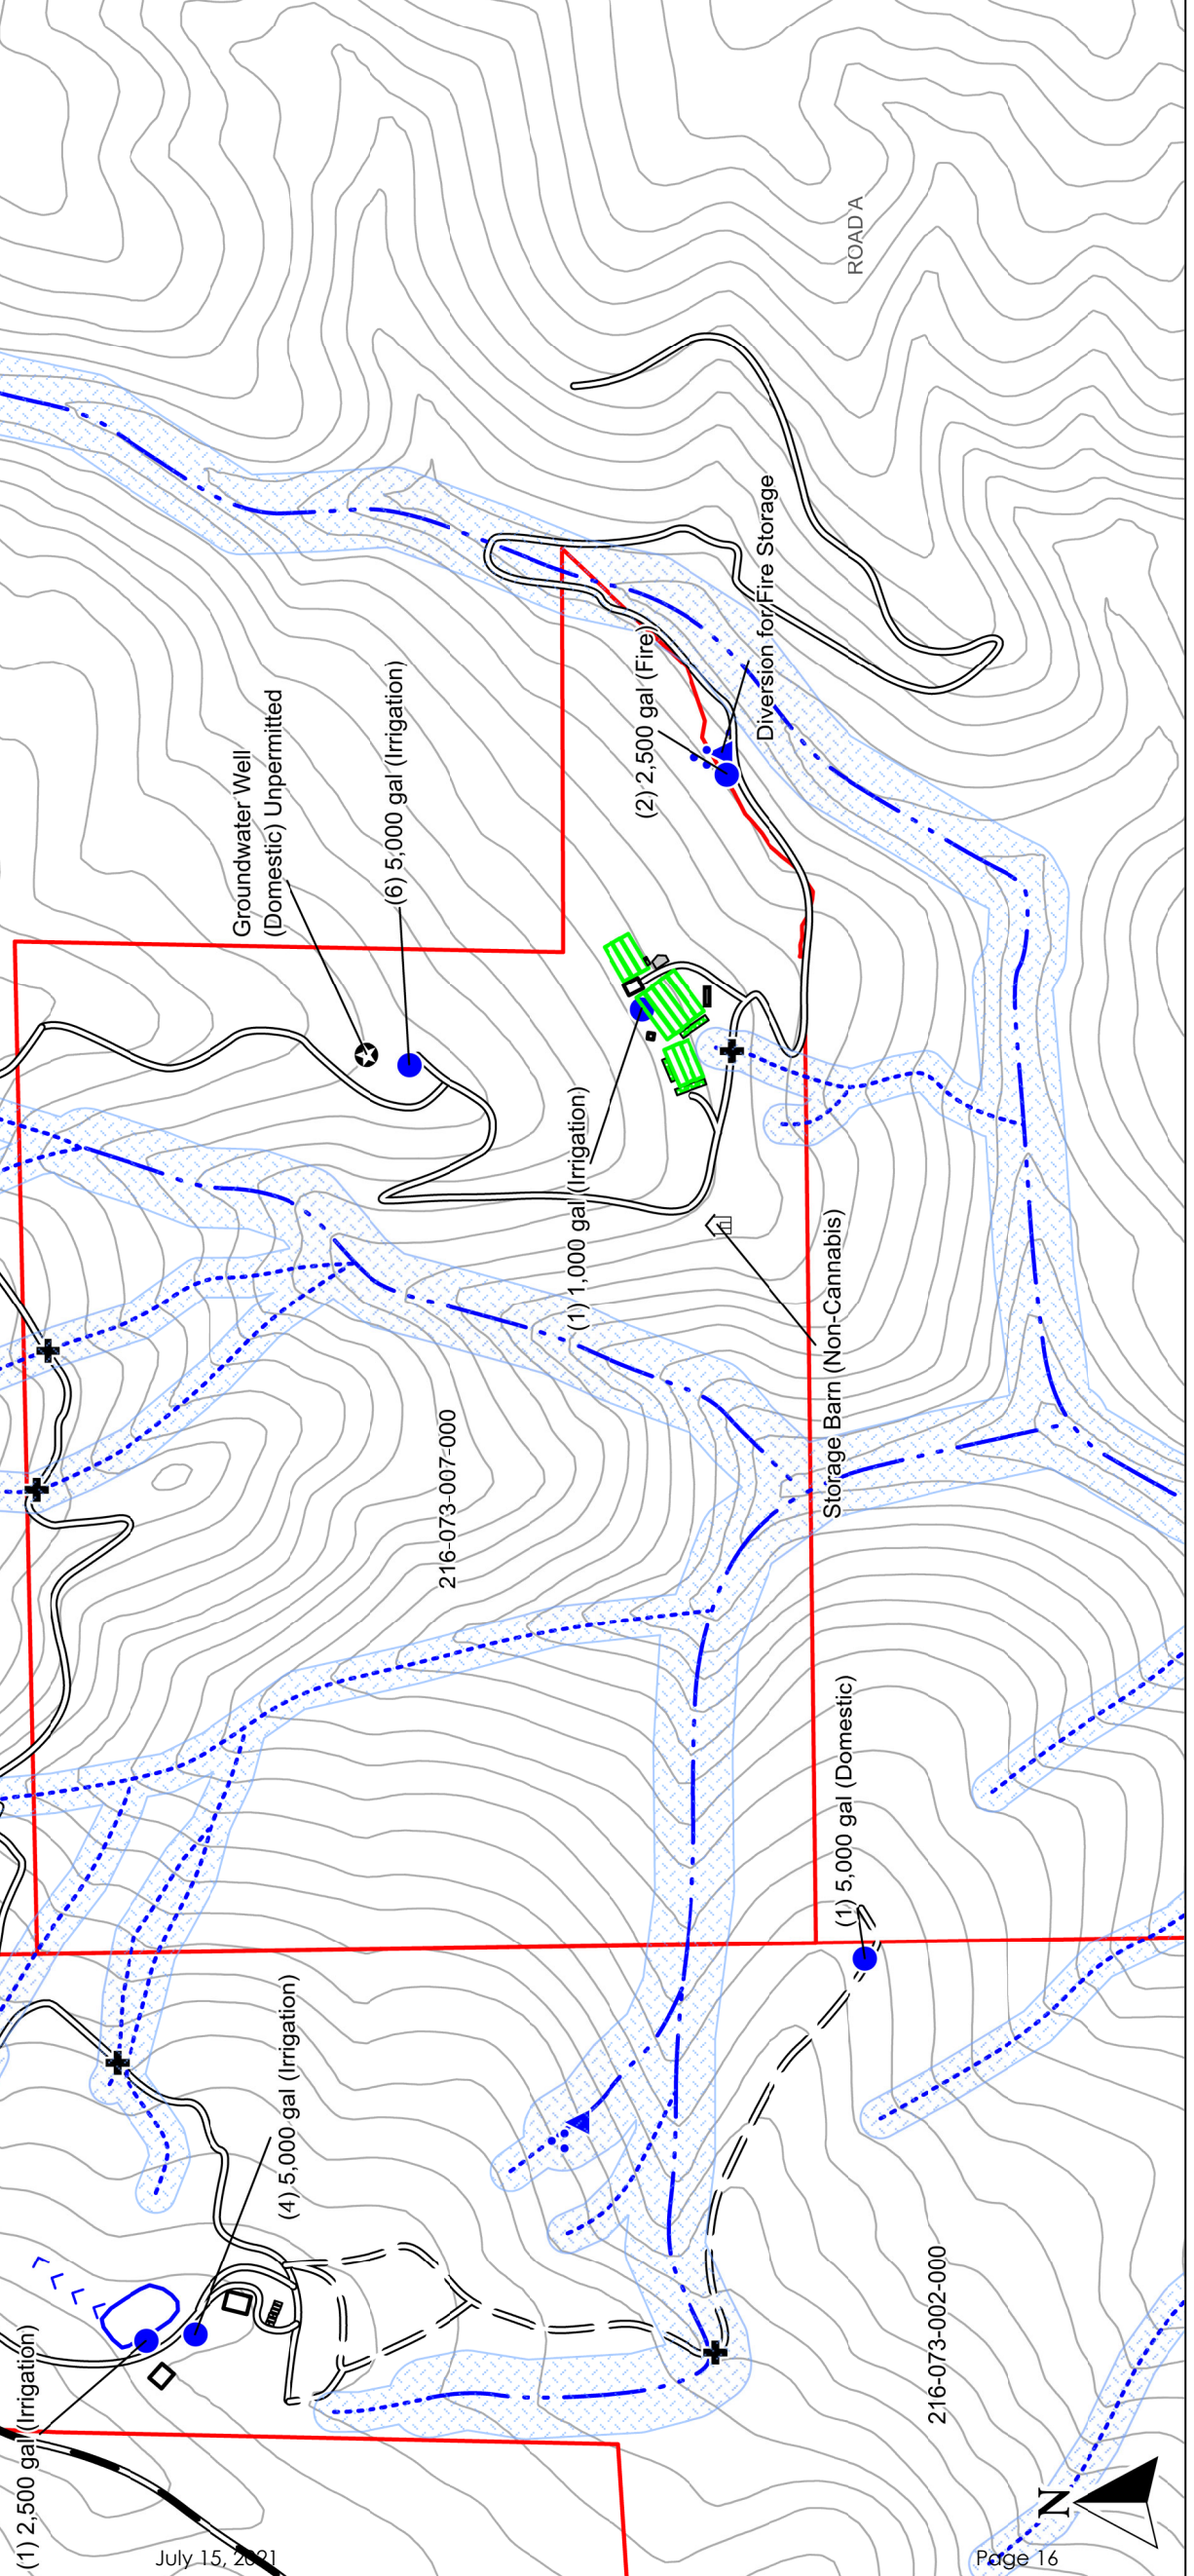 ROAD A
Diversion for Fire Storage
(2) 2,500 gal (Fire)
Groundwater Well
(Domestic) Unpermitted
(6) 5,000 gal (Irrigation)
(1) 1,000 gal (Irrigation)
Storage Barn (Non-Cannabis)
216-073-007-000
(1) 5,000 gal (Domestic)
(4) 5,000 gal (Irrigation)
216-073-002-000
(1) 2,500 gal (Irrigation)
N
July 15, 2021
Page 16